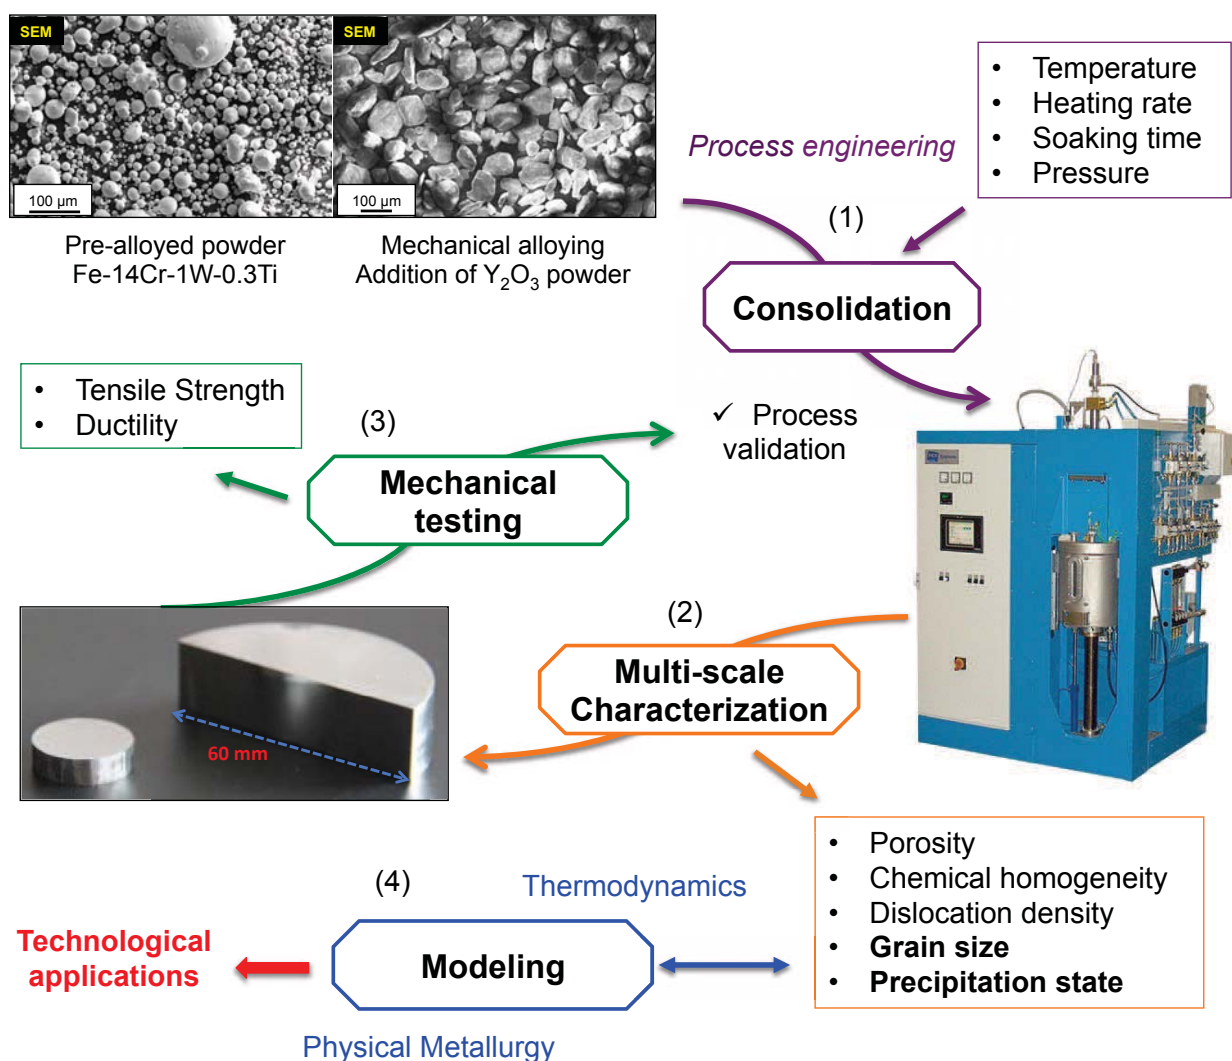 SEM
SEM
100 µm
100 µm
Pre-alloyed powder
Fe-14Cr-1W-0.3Ti
Mechanical alloying
Addition of Y₂O₃ powder
Process engineering
• Temperature
• Heating rate
• Soaking time
• Pressure
(1)
Consolidation
• Tensile Strength
• Ductility
(3)
✓ Process
validation
Mechanical
testing
(2)
Multi-scale
Characterization
60 mm
• Porosity
• Chemical homogeneity
• Dislocation density
• Grain size
• Precipitation state
(4)
Thermodynamics
Technological
applications
Modeling
Physical Metallurgy